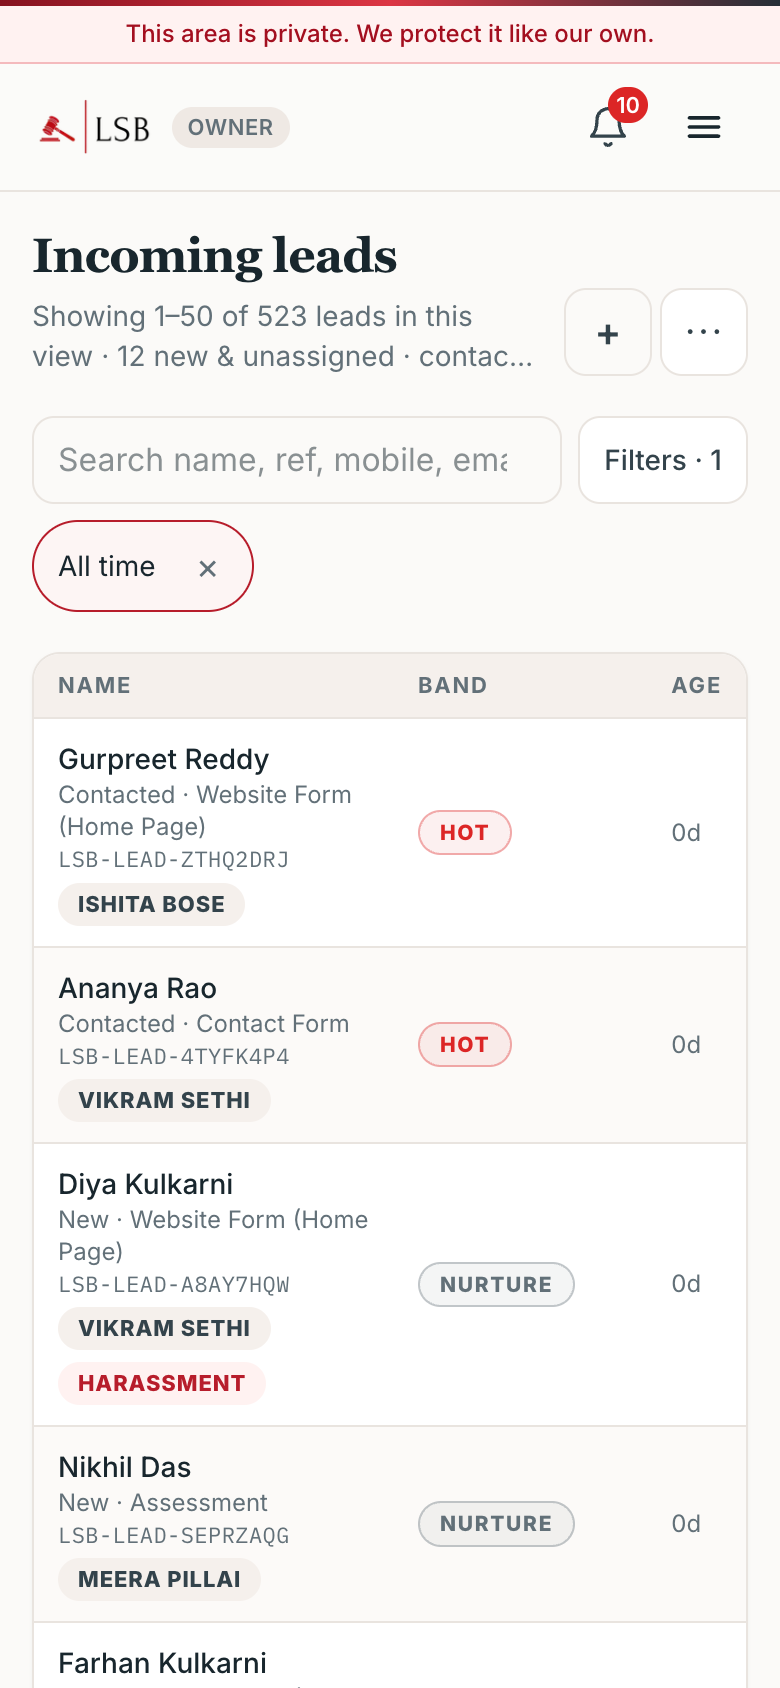 This area is private. We protect it like our own.
LSB
OWNER
10
Incoming leads
Showing 1–50 of 523 leads in this
view · 12 new & unassigned · contac...
+
...
Search name, ref, mobile, ema
Filters · 1
All time ×
NAME BAND AGE
Gurpreet Reddy
Contacted · Website Form
(Home Page)
LSB-LEAD-ZTHQ2DRJ
ISHITA BOSE
HOT
0d
Ananya Rao
Contacted · Contact Form
LSB-LEAD-4TYFK4P4
VIKRAM SETHI
HOT
0d
Diya Kulkarni
New · Website Form (Home
Page)
LSB-LEAD-A8AY7HQW
VIKRAM SETHI
HARASSMENT
NURTURE
0d
Nikhil Das
New · Assessment
LSB-LEAD-SEPRZAQG
MEERA PILLAI
NURTURE
0d
Farhan Kulkarni